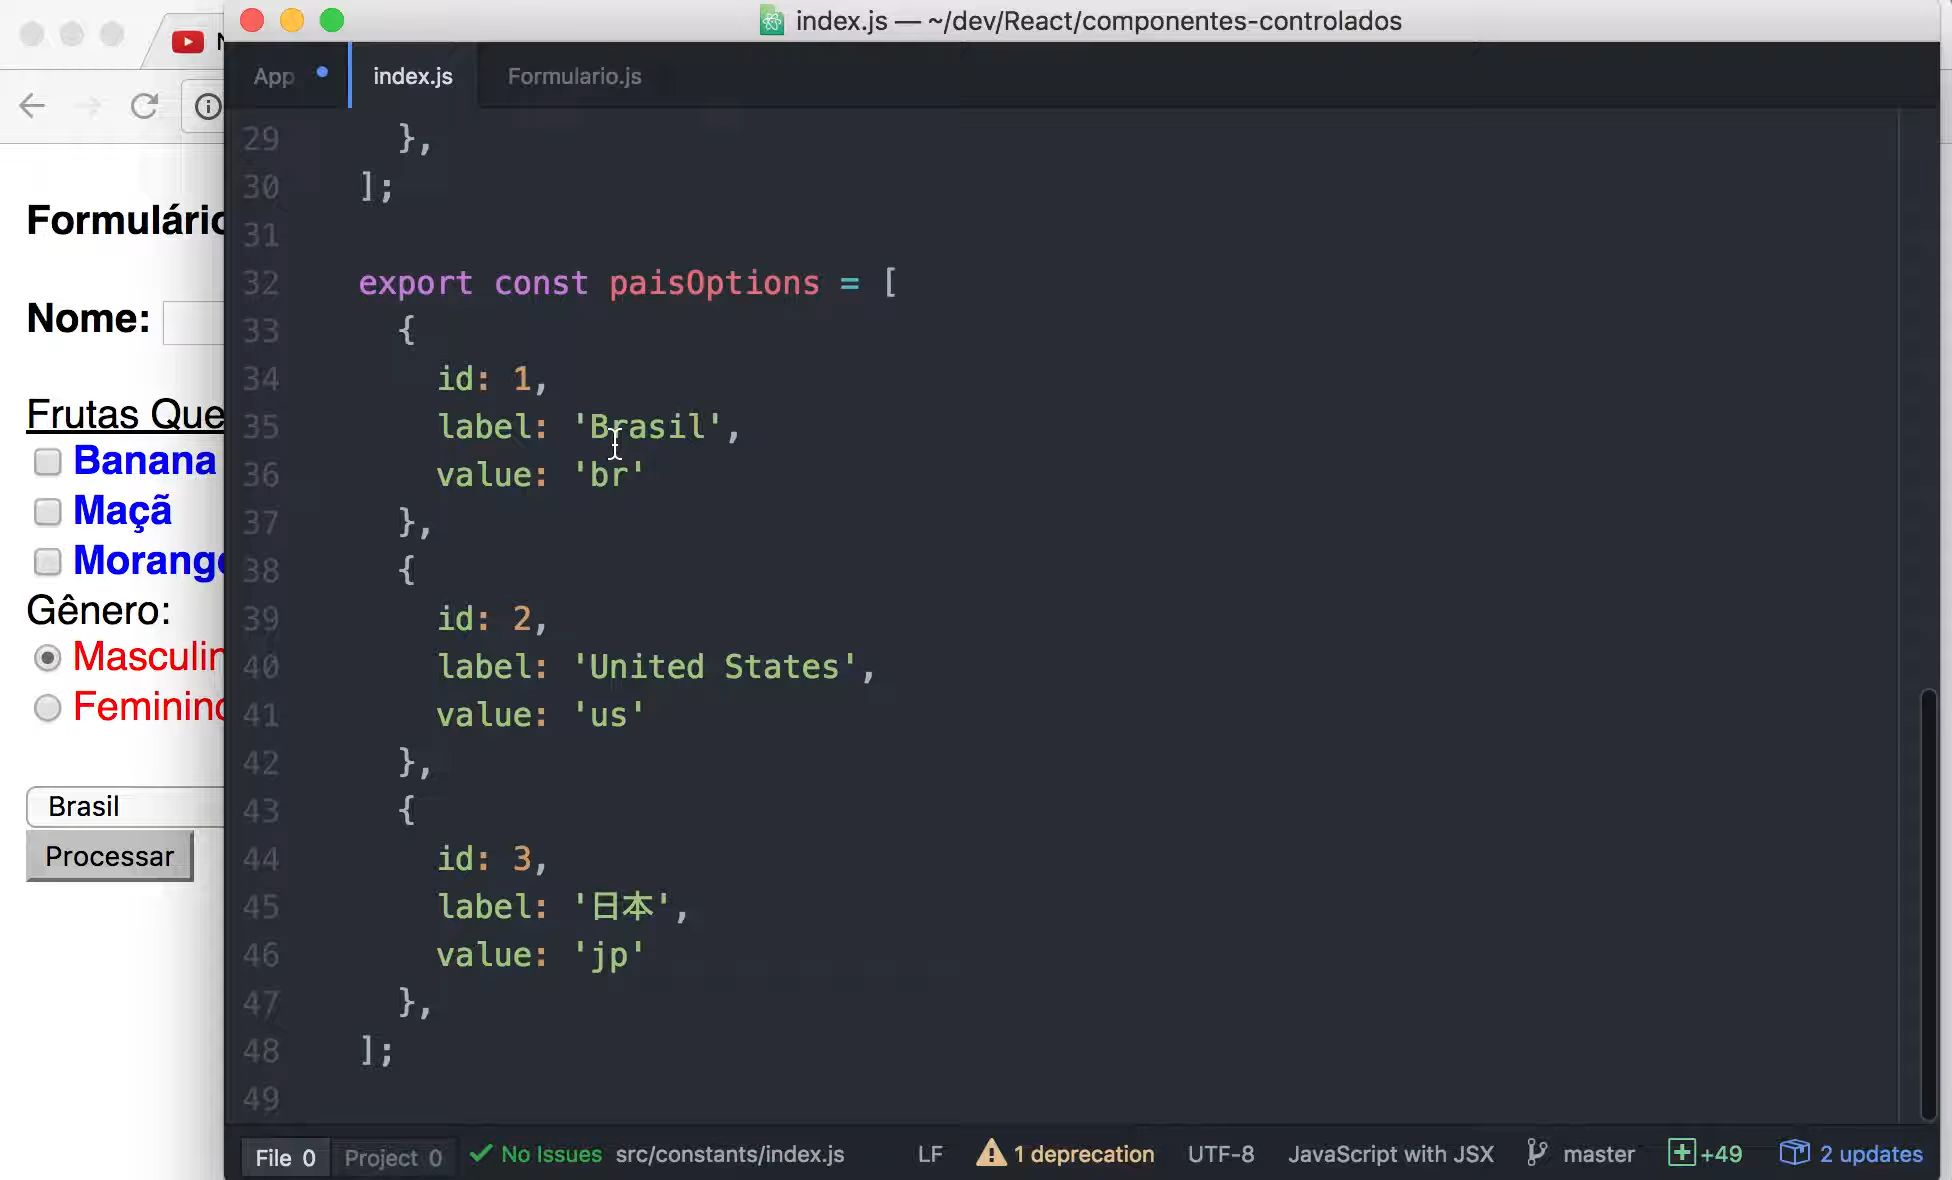 index.js — ~/dev/React/componentes-controlados
App
index.js
Formulario.js
Formulário
Nome:
Frutas Que
Banana
Maçã
Morango
Gênero:
Masculin
Feminino
Brasil
Processar
29 },
30 ];
31
32 export const paisOptions = [
33 {
34 id: 1,
35 label: 'Brasil',
36 value: 'br'
37 },
38 {
39 id: 2,
40 label: 'United States',
41 value: 'us'
42 },
43 {
44 id: 3,
45 label: '日本',
46 value: 'jp'
47 },
48 ];
49
File 0 Project 0 No Issues src/constants/index.js LF 1 deprecation UTF-8 JavaScript with JSX master +49 2 updates